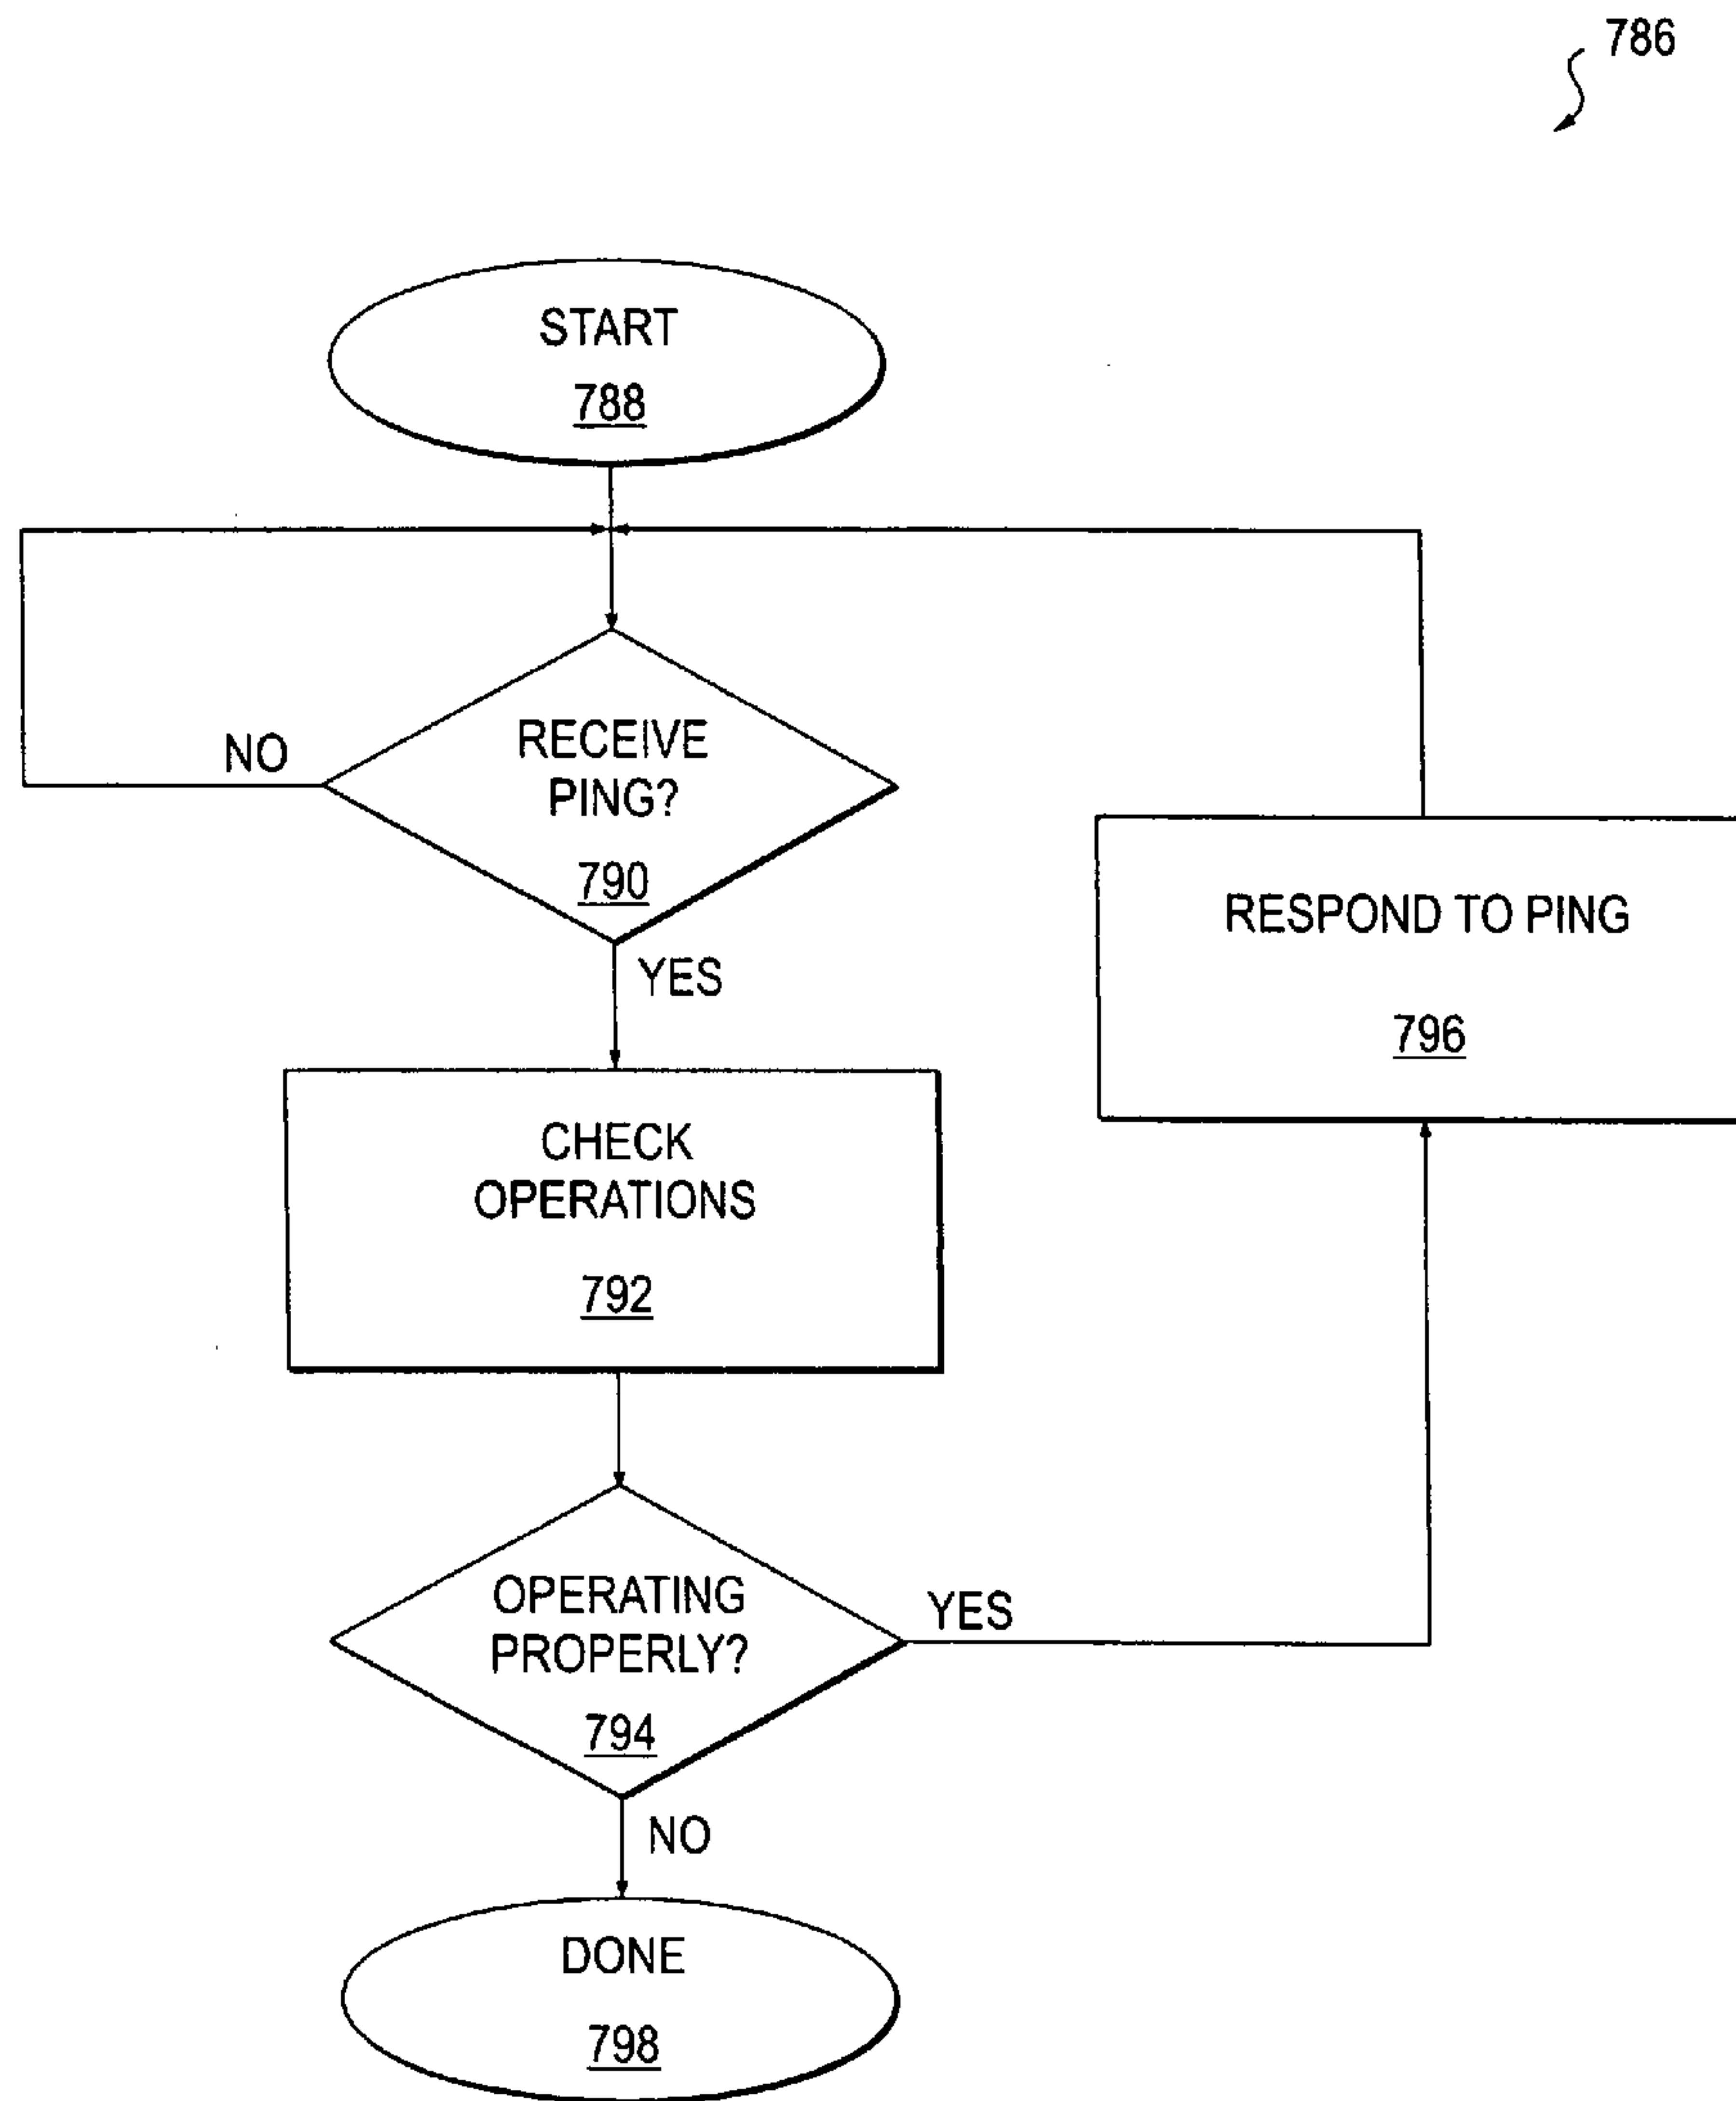 786
START
788
RECEIVE
PING?
790
NO
YES
CHECK
OPERATIONS
792
OPERATING
PROPERLY?
794
YES
RESPOND TO PING
796
NO
DONE
798